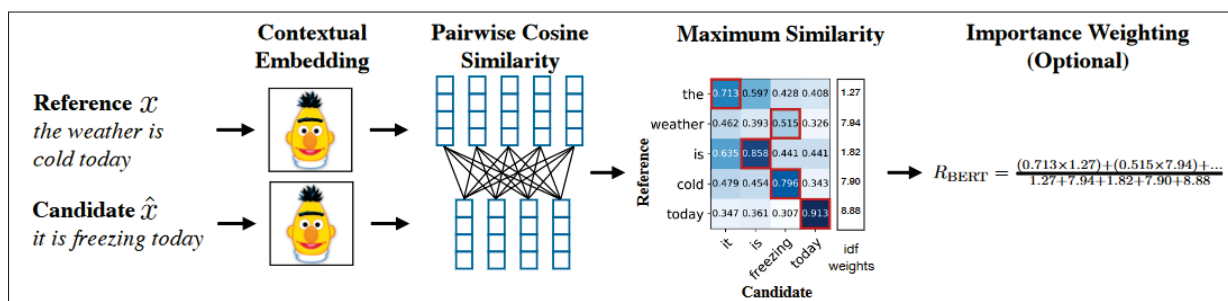 Contextual
Embedding
Pairwise Cosine
Similarity
Maximum Similarity
Importance Weighting
(Optional)
Reference x
the weather is
cold today
Candidate x̂
it is freezing today
Reference
the 0.713 0.597 0.428 0.408 1.27
weather 0.462 0.393 0.515 0.326 7.94
is 0.635 0.858 0.441 0.441 1.82
cold 0.479 0.454 0.796 0.343 7.90
today 0.347 0.361 0.307 0.913 8.88
it is freezing today
idf
weights
Candidate
R_BERT = (0.713×1.27)+(0.515×7.94)+...
1.27+7.94+1.82+7.90+8.88